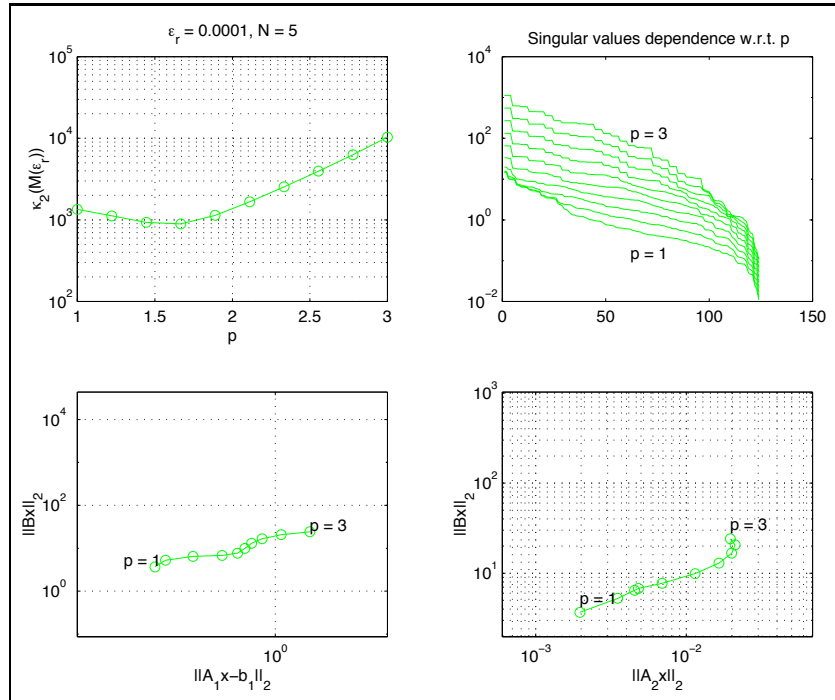 ε_r = 0.0001, N = 5
10^5
10^4
10^3
10^2
κ_2(M(ε_r))
1
1.5
2
2.5
3
p
Singular values dependence w.r.t. p
10^4
10^2
10^0
10^−2
p = 3
p = 1
0
50
100
150
10^4
10^2
10^0
||Bx||_2
p = 1
p = 3
10^0
||A_1x−b_1||_2
10^3
10^2
10^1
||Bx||_2
p = 3
p = 1
10^−3
10^−2
||A_2x||_2